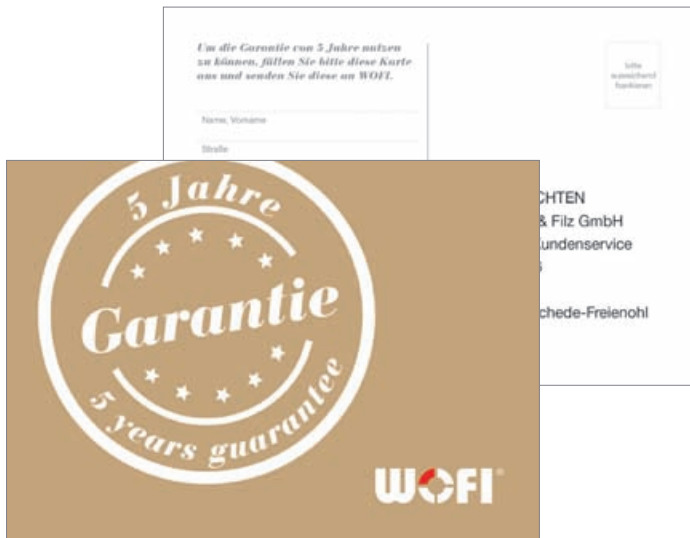 Um die Garantie von 5 Jahre nutzen
zu können, füllen Sie bitte diese Karte
aus und senden Sie diese an WOFI.
bitte
ausreichend
frankieren
Name, Vorname
Straße
CHTEN
& Filz GmbH
undenservice
chede-Freienohl
5 Jahre
Garantie
5 years guarantee
WOFI®